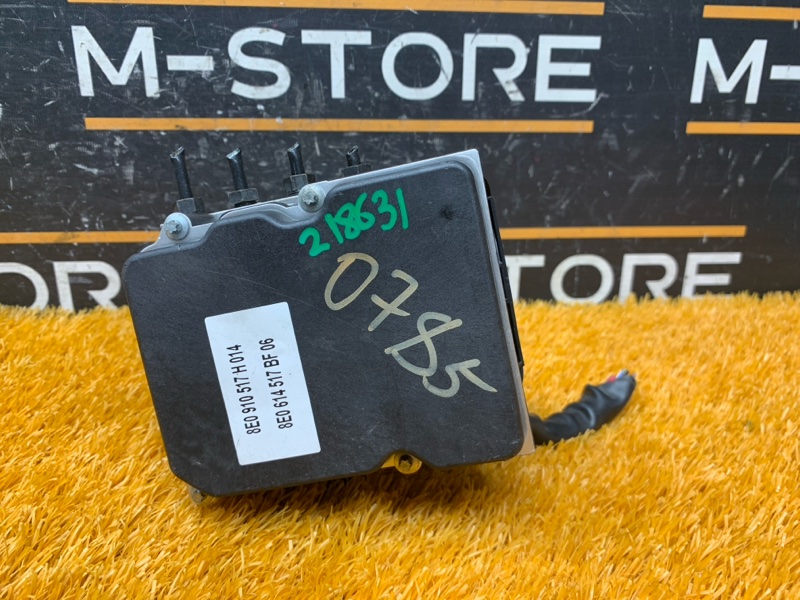 M-STORE
M-
ORE
STORE
218631
0785
8E0 910 517 H 014
8E0 614 517 BF 06